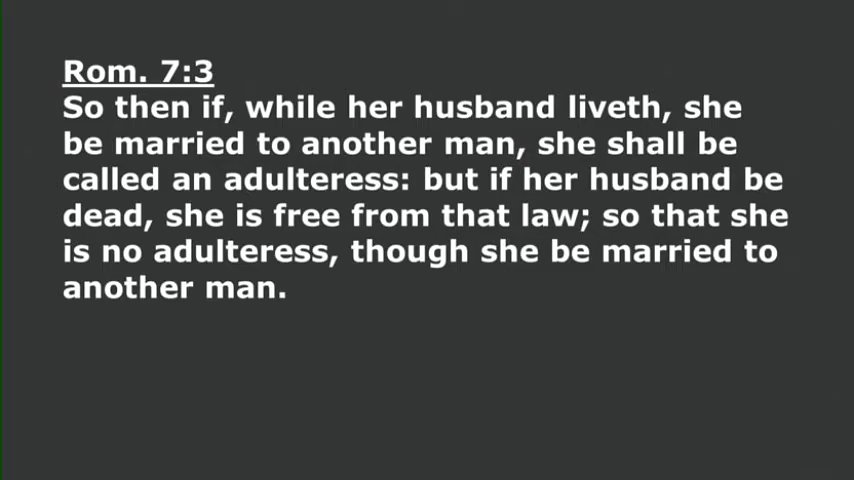 Rom. 7:3
So then if, while her husband liveth, she
be married to another man, she shall be
called an adulteress: but if her husband be
dead, she is free from that law; so that she
is no adulteress, though she be married to
another man.